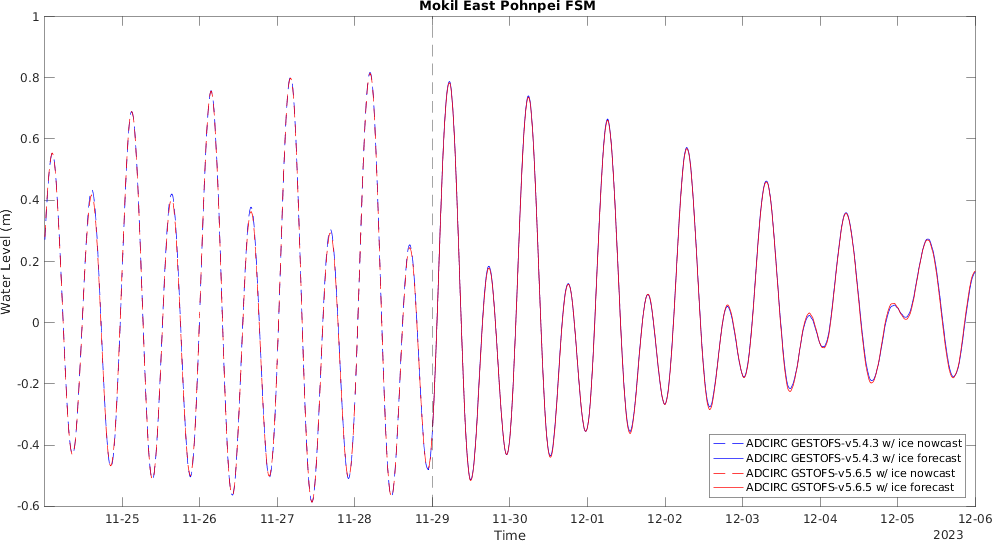 Mokil East Pohnpei FSM
1
0.8
0.6
0.4
0.2
0
-0.2
-0.4
-0.6
Water Level (m)
ADCIRC GESTOFS-v5.4.3 w/ ice nowcast
ADCIRC GESTOFS-v5.4.3 w/ ice forecast
ADCIRC GSTOFS-v5.6.5 w/ ice nowcast
ADCIRC GSTOFS-v5.6.5 w/ ice forecast
11-25 11-26 11-27 11-28 11-29 11-30 12-01 12-02 12-03 12-04 12-05 12-06
Time
2023